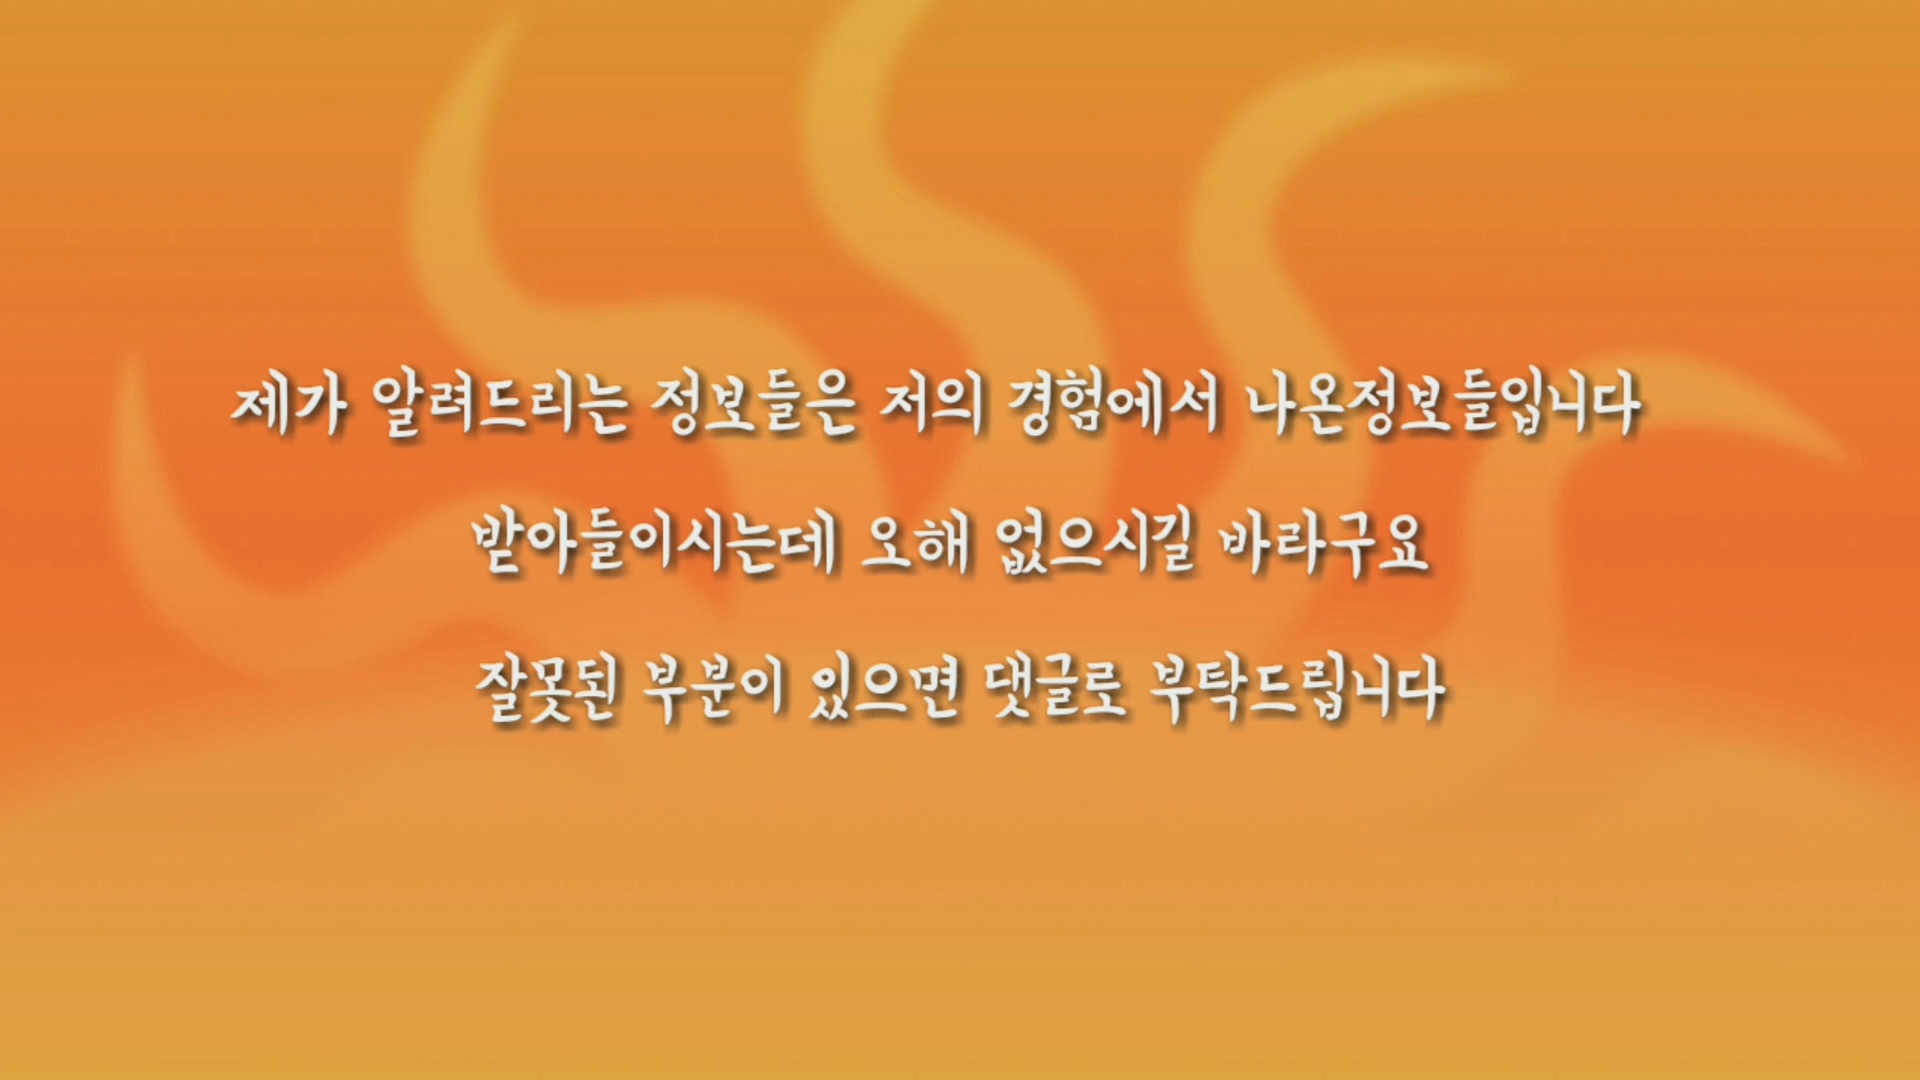 제가 알려드리는 정보들은 저의 경험에서 나온정보들입니다
받아들이시는데 오해 없으시길 바라구요
잘못된 부분이 있으면 댓글로 부탁드립니다